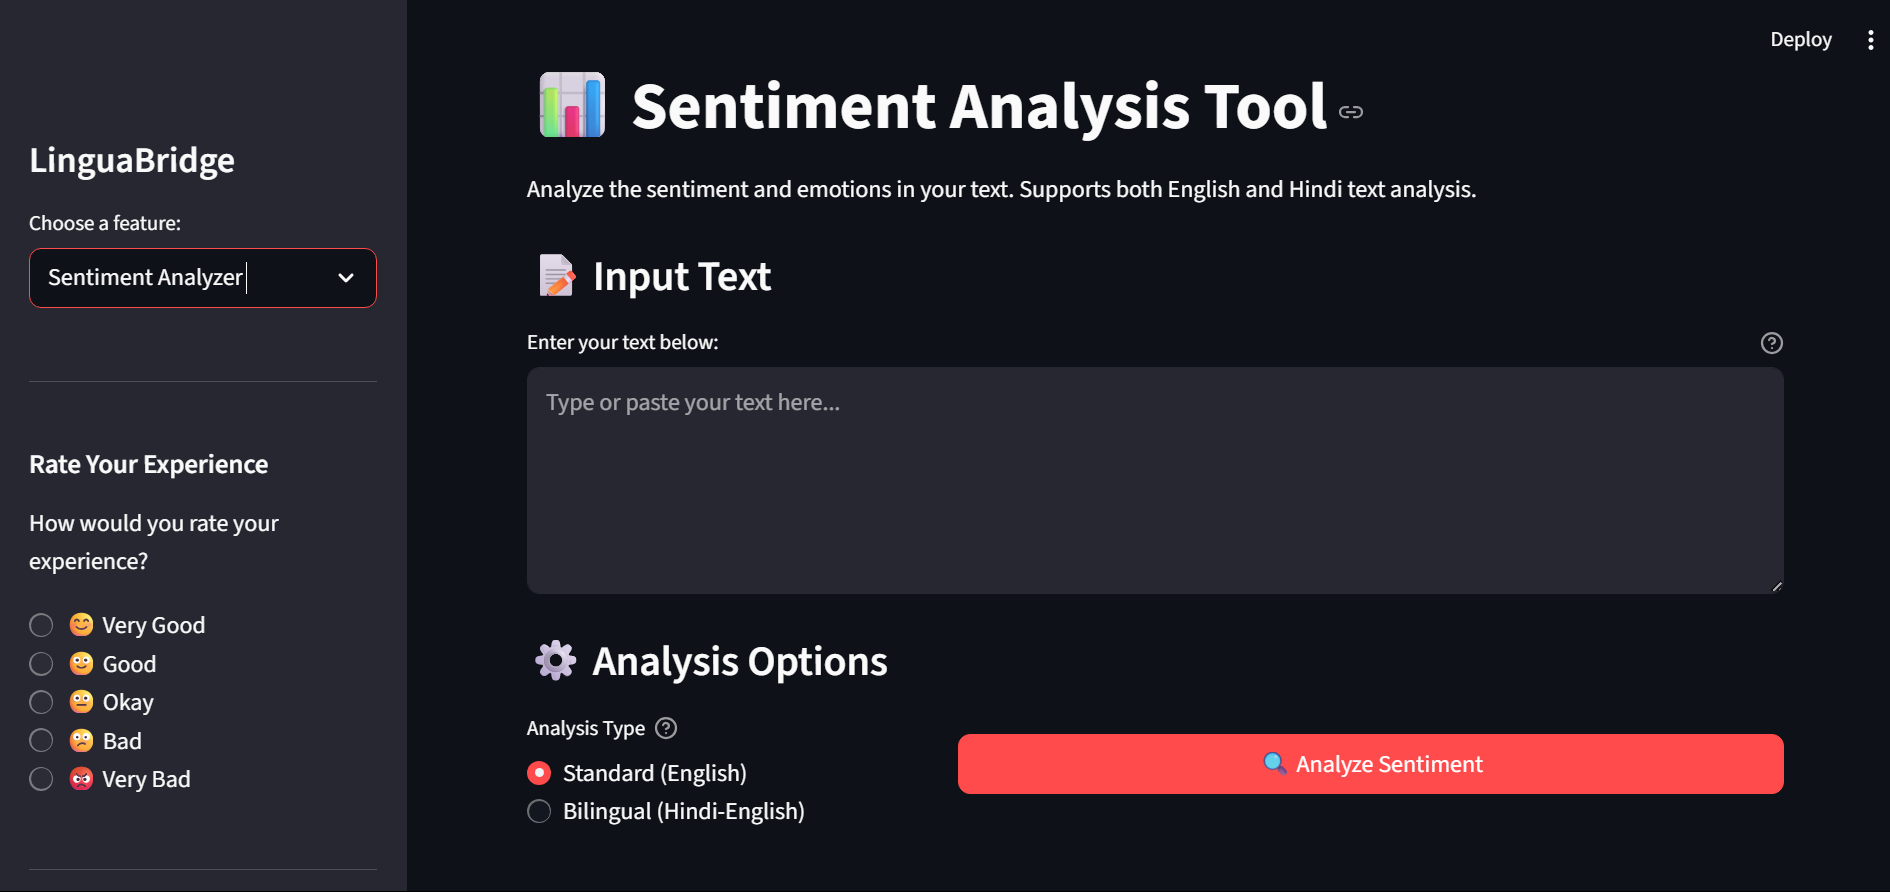 Deploy
LinguaBridge
Choose a feature:
Sentiment Analyzer
Rate Your Experience
How would you rate your
experience?
😊 Very Good
🙂 Good
😐 Okay
🙁 Bad
😡 Very Bad
📊 Sentiment Analysis Tool
Analyze the sentiment and emotions in your text. Supports both English and Hindi text analysis.
📝 Input Text
Enter your text below:
Type or paste your text here...
⚙️ Analysis Options
Analysis Type
Standard (English)
Bilingual (Hindi-English)
🔍 Analyze Sentiment